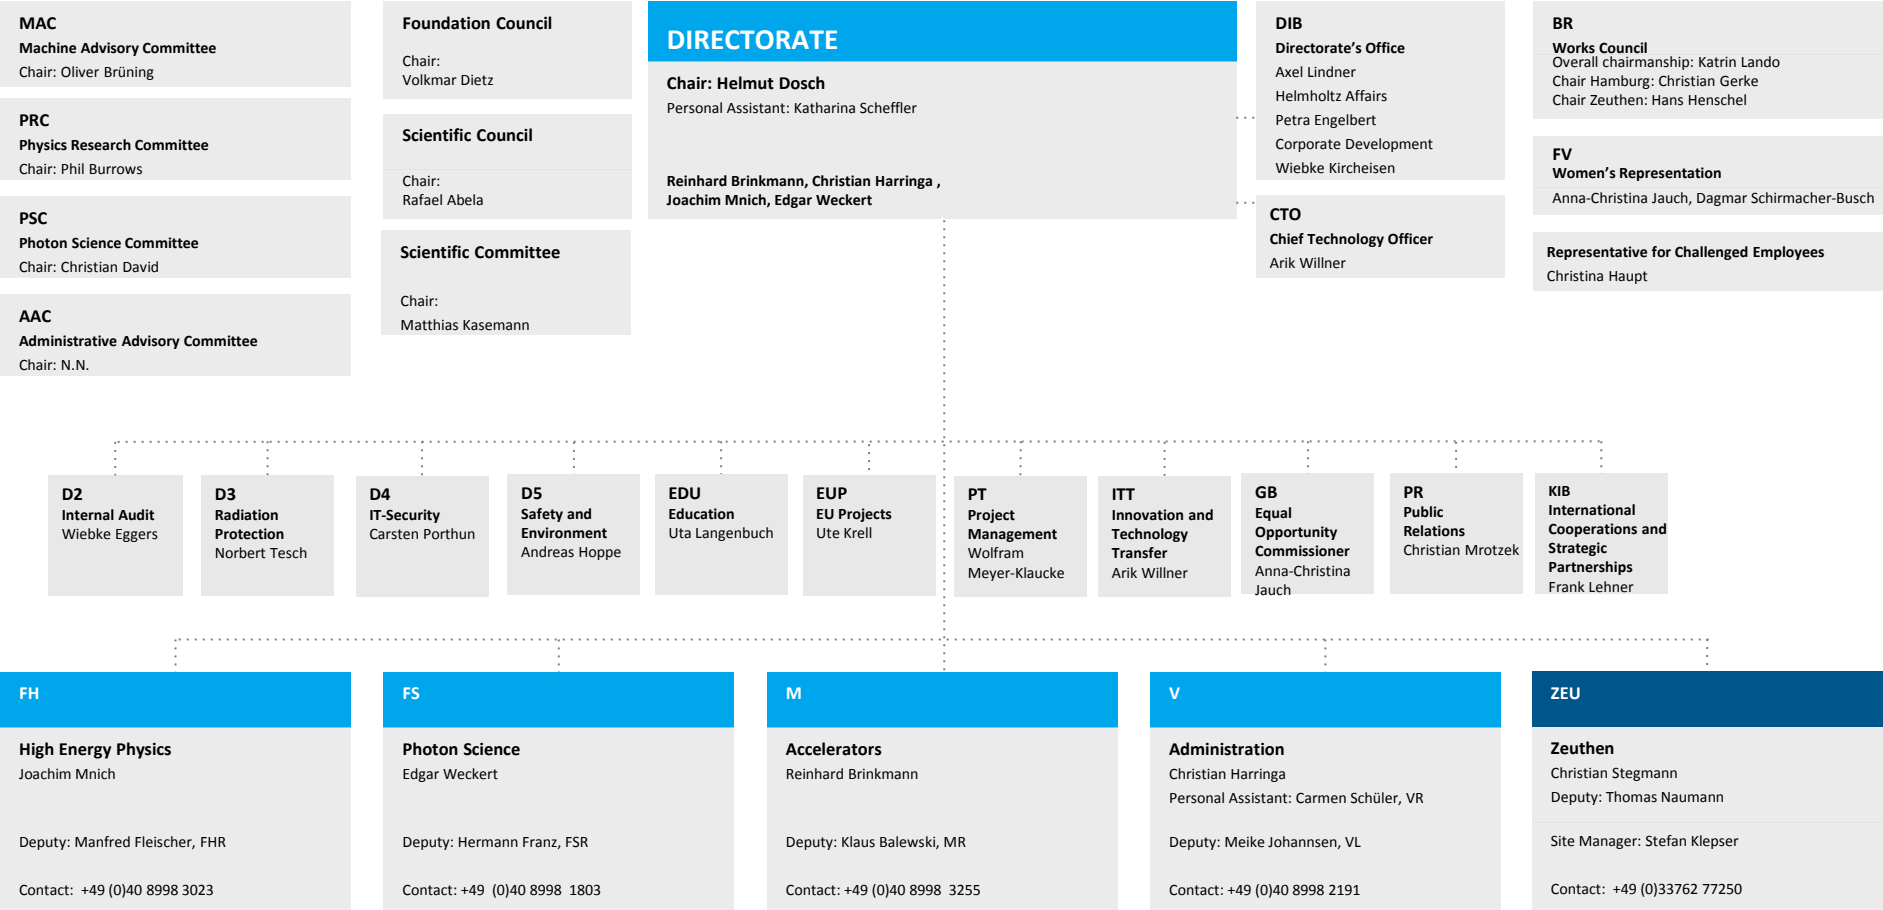 MAC
Machine Advisory Committee
Chair: Oliver Brüning
PRC
Physics Research Committee
Chair: Phil Burrows
PSC
Photon Science Committee
Chair: Christian David
AAC
Administrative Advisory Committee
Chair: N.N.
Foundation Council
Chair:
Volkmar Dietz
Scientific Council
Chair:
Rafael Abela
Scientific Committee
Chair:
Matthias Kasemann
DIRECTORATE
Chair: Helmut Dosch
Personal Assistant: Katharina Scheffler
Reinhard Brinkmann, Christian Harringa ,
Joachim Mnich, Edgar Weckert
DIB
Directorate’s Office
Axel Lindner
Helmholtz Affairs
Petra Engelbert
Corporate Development
Wiebke Kircheisen
CTO
Chief Technology Officer
Arik Willner
BR
Works Council
Overall chairmanship: Katrin Lando
Chair Hamburg: Christian Gerke
Chair Zeuthen: Hans Henschel
FV
Women’s Representation
Anna-Christina Jauch, Dagmar Schirmacher-Busch
Representative for Challenged Employees
Christina Haupt
D2
Internal Audit
Wiebke Eggers
D3
Radiation
Protection
Norbert Tesch
D4
IT-Security
Carsten Porthun
D5
Safety and
Environment
Andreas Hoppe
EDU
Education
Uta Langenbuch
EUP
EU Projects
Ute Krell
PT
Project
Management
Wolfram
Meyer-Klaucke
ITT
Innovation and
Technology
Transfer
Arik Willner
GB
Equal
Opportunity
Commissioner
Anna-Christina
Jauch
PR
Public
Relations
Christian Mrotzek
KIB
International
Cooperations and
Strategic
Partnerships
Frank Lehner
FH
High Energy Physics
Joachim Mnich
Deputy: Manfred Fleischer, FHR
Contact: +49 (0)40 8998 3023
FS
Photon Science
Edgar Weckert
Deputy: Hermann Franz, FSR
Contact: +49 (0)40 8998 1803
M
Accelerators
Reinhard Brinkmann
Deputy: Klaus Balewski, MR
Contact: +49 (0)40 8998 3255
V
Administration
Christian Harringa
Personal Assistant: Carmen Schüler, VR
Deputy: Meike Johannsen, VL
Contact: +49 (0)40 8998 2191
ZEU
Zeuthen
Christian Stegmann
Deputy: Thomas Naumann
Site Manager: Stefan Klepser
Contact: +49 (0)33762 77250